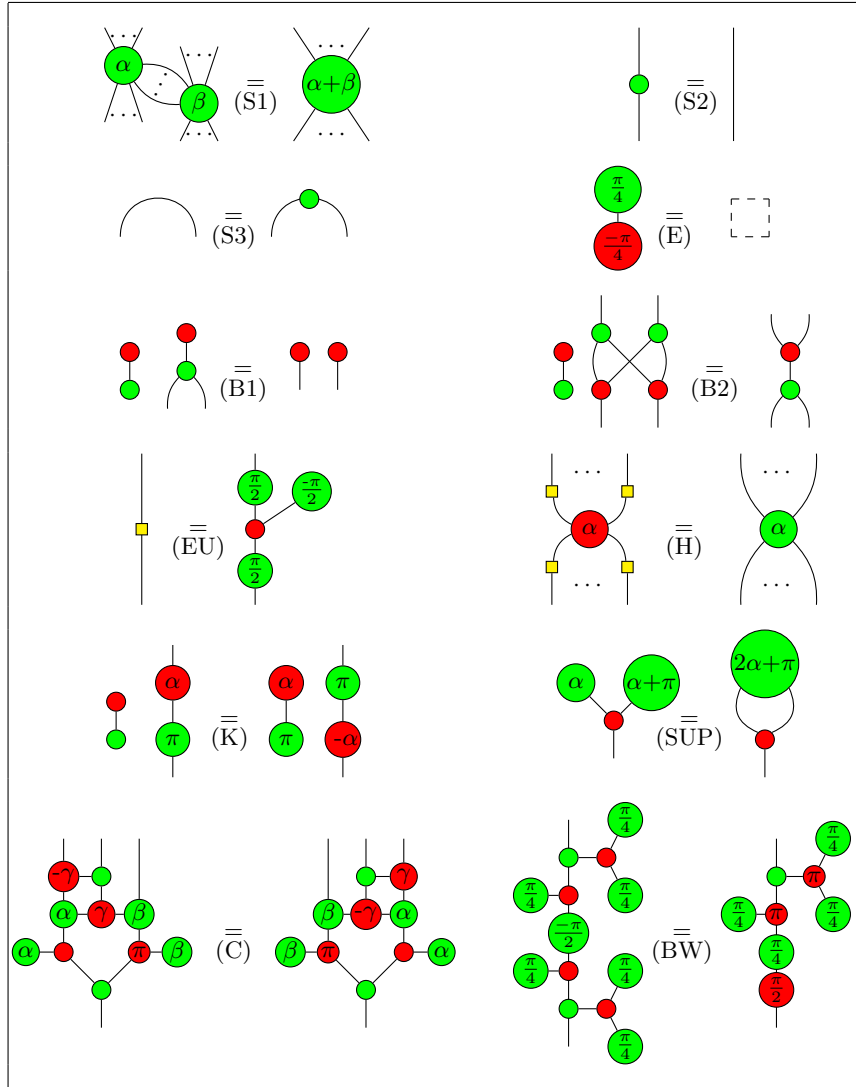 α β (S1) = α+β
(S2) =
(S3) =
π/4 -π/4 (E) =
(B1) =
(B2) =
(EU) = π/2 -π/2 π/2
α (H) = α
α π (K) = α π π -α
α α+π (SUP) = 2α+π
-γ α γ β α π β (C) = γ β -γ α β π α
π/4 π/4 π/4 -π/2 π/4 π/4 π/4 (BW) = π/4 π π/4 π π/4 π/4 π/2